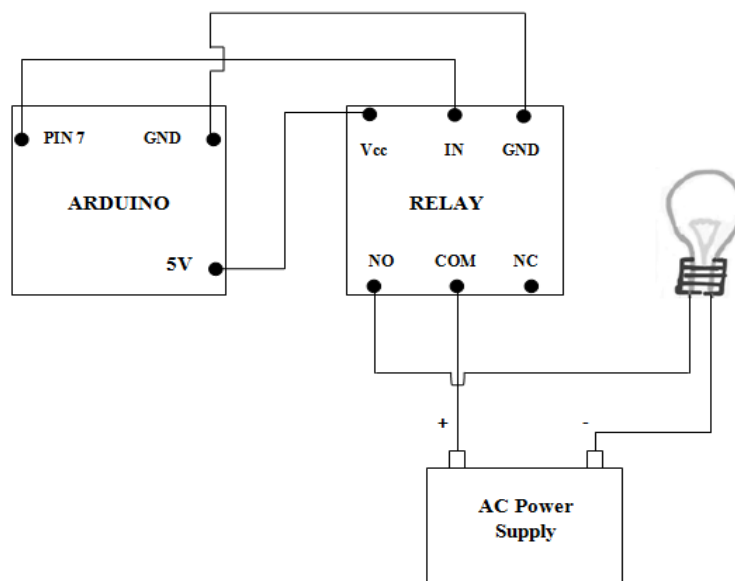 PIN 7
GND
ARDUINO
5V
Vcc
IN
GND
RELAY
NO
COM
NC
+
-
AC Power
Supply